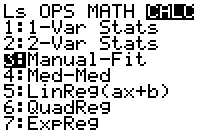 Ls OPS MATH CALC
1:1-Var Stats
2:2-Var Stats
3:Manual-Fit
4:Med-Med
5:LinReg(ax+b)
6:QuadReg
7:ExpReg